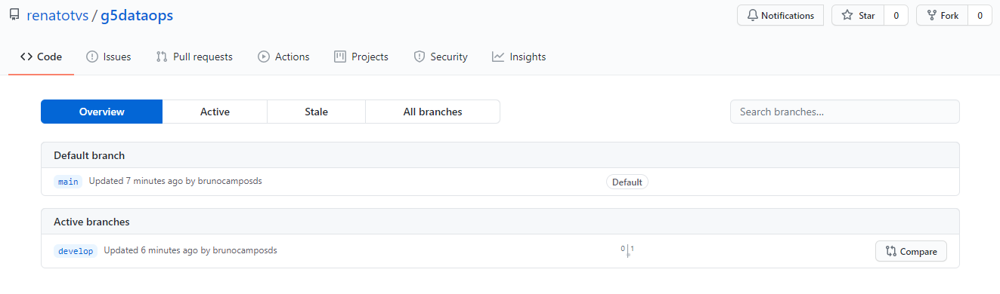 renatotvs / g5dataops
Notifications
Star 0
Fork 0
Code
Issues
Pull requests
Actions
Projects
Security
Insights
Overview
Active
Stale
All branches
Search branches...
Default branch
main Updated 7 minutes ago by brunocamposds Default
Active branches
develop Updated 6 minutes ago by brunocamposds 0 1 Compare